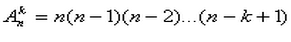 $A_n^k = n(n-1)(n-2)...(n-k+1)$